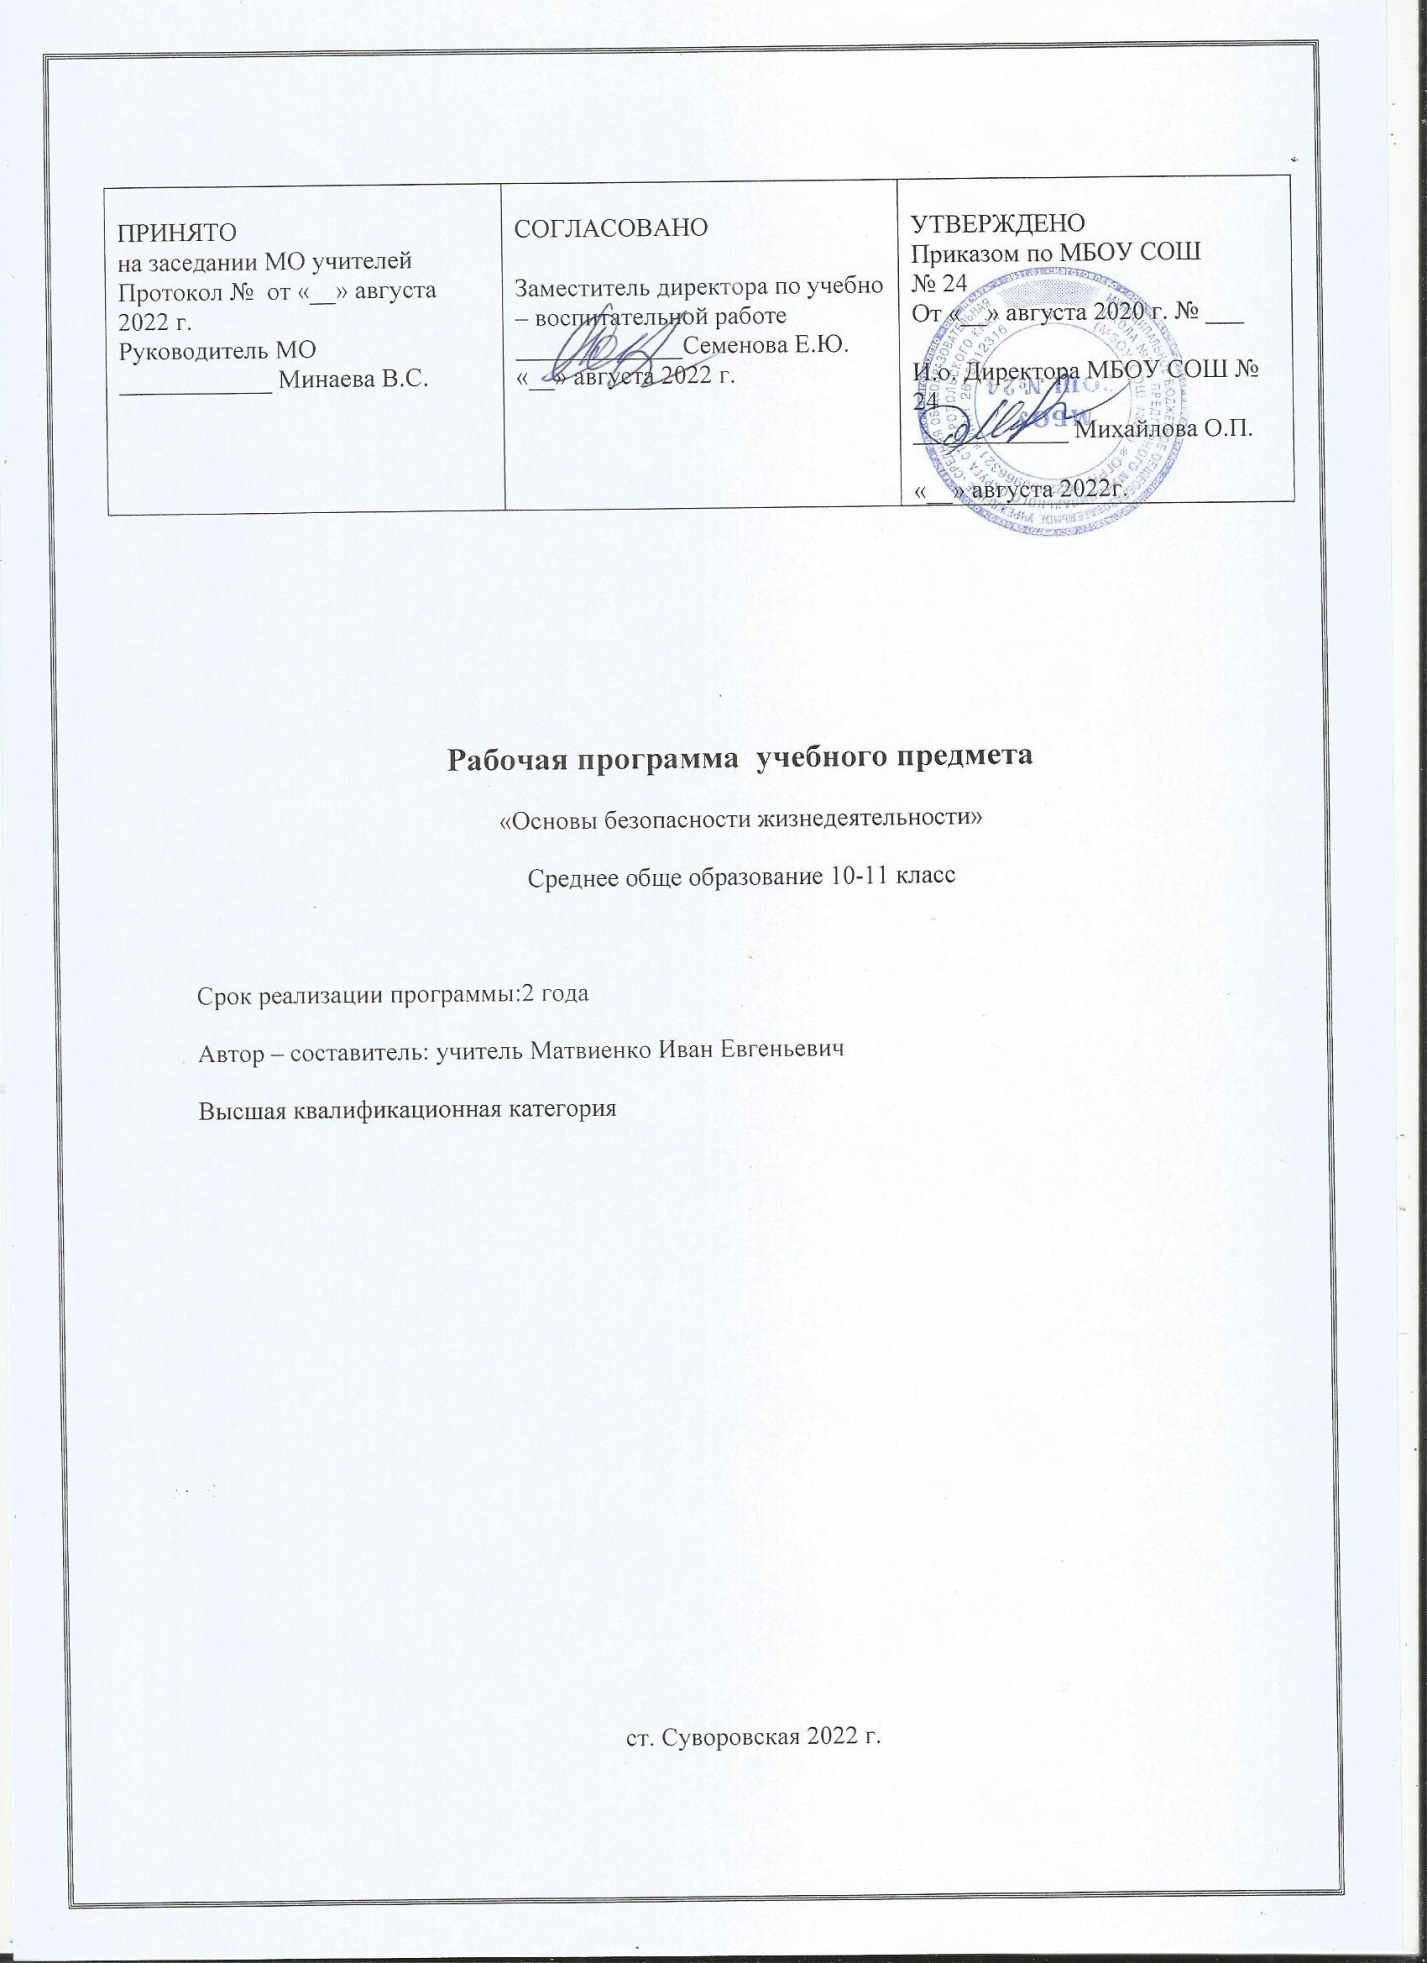 ПРИНЯТО
на заседании МО учителей
Протокол №  от «__» августа
2022 г.
Руководитель МО
____________ Минаева В.С.
СОГЛАСОВАНО
Заместитель директора по учебно
– воспитательной работе
_____________Семенова Е.Ю.
«__» августа 2022 г.
УТВЕРЖДЕНО
Приказом по МБОУ СОШ
№ 24
От «__» августа 2020 г. № ___
И.о. Директора МБОУ СОШ №
24
____________ Михайлова О.П.
«__» августа 2022г.
МБОУ
СОШ №24
Рабочая программа  учебного предмета
«Основы безопасности жизнедеятельности»
Среднее обще образование 10-11 класс
Срок реализации программы:2 года
Автор – составитель: учитель Матвиенко Иван Евгеньевич
Высшая квалификационная категория
ст. Суворовская 2022 г.